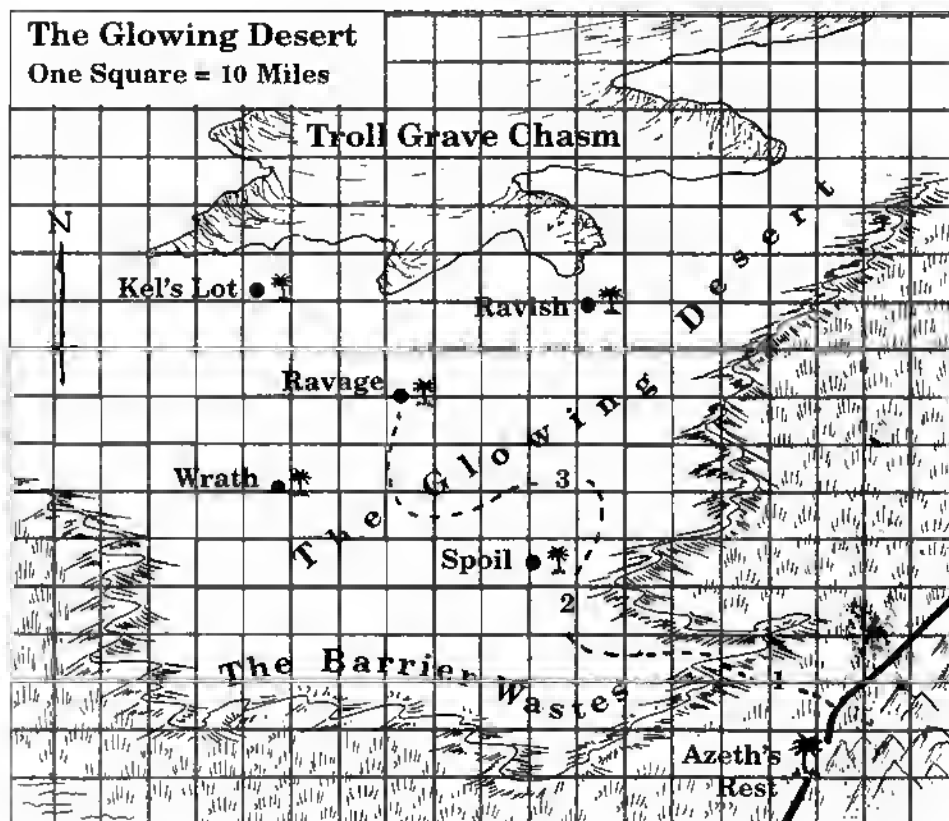 The Glowing Desert
One Square = 10 Miles
Troll Grave Chasm
N
Kel's Lot
Ravish
Ravage
Wrath
The Glowing Desert
3
Spoil
2
The Barrier Wastes
1
Azeth's
Rest